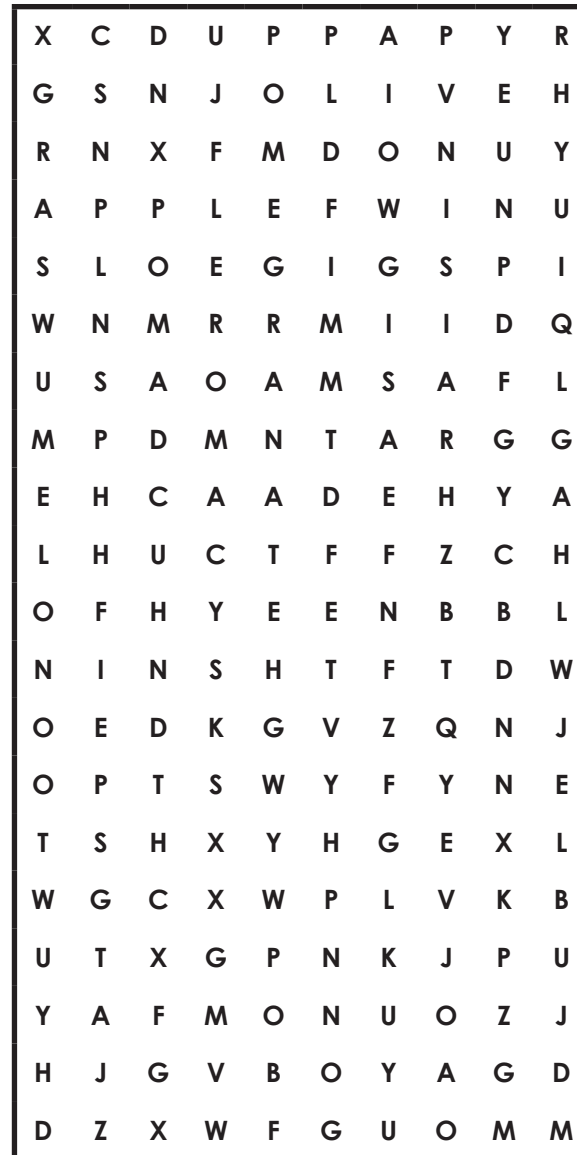 X C D U P P A P Y R
G S N J O L I V E H
R N X F M D O N U Y
A P P L E F W I N U
S L O E G I G S P I
W N M R R M I I D Q
U S A O A M S A F L
M P D M N T A R G G
E H C A A D E H Y A
L H U C T F F Z C H
O F H Y E E N B B L
N I N S H T F T D W
O E D K G V Z Q N J
O P T S W Y F Y N E
T S H X Y H G E X L
W G C X W P L V K B
U T X G P N K J P U
Y A F M O N U O Z J
H J G V B O Y A G D
D Z X W F G U O M M